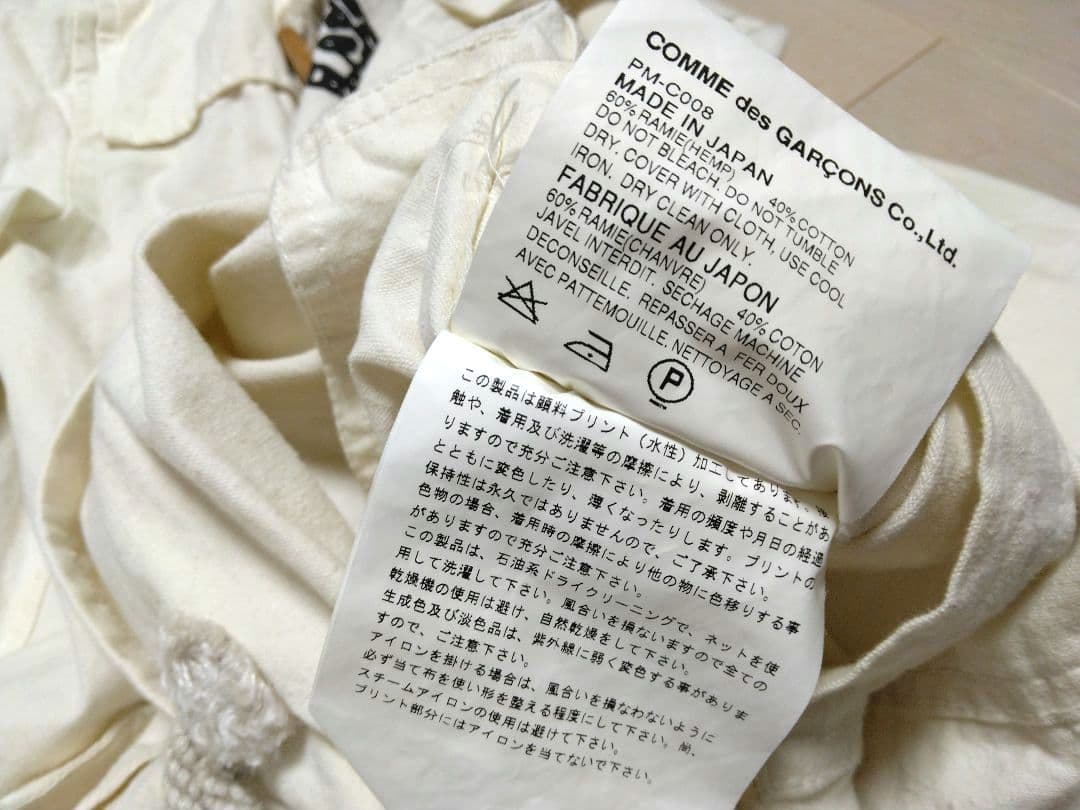 COMME des GARÇONS Co.,Ltd.
PM-C008
MADE IN JAPAN
60% RAMIE(HEMP) 40% COTTON
DO NOT BLEACH. DO NOT TUMBLE
DRY. COVER WITH CLOTH, USE COOL
IRON. DRY CLEAN ONLY.
FABRIQUE AU JAPON
60% RAMIE(CHANVRE) 40% COTON
JAVEL INTERDIT. SECHAGE MACHINE
DECONSEILLE. REPASSER A FER DOUX
AVEC PATTEMOUILLE. NETTOYAGE A SEC.
P
この製品は顔料プリント(水性)加工してあります。
触や、着用及び洗濯等の摩擦により、剥離することがあ
りますので充分ご注意下さい。着用の頻度や月日の経過
とともに変色したり、薄くなったりします。プリントの
保持性は永久ではありませんので、ご了承下さい。
色物の場合、着用時の摩擦により他の物に色移りする事
がありますので充分ご注意下さい。
この製品は、石油系ドライクリーニングで、ネットを使
用して洗濯して下さい。風合いを損ないますので全ての
乾燥機の使用は避け、自然乾燥をして下さい。
生成色及び淡色品は、紫外線に弱く変色する事がありま
すので、ご注意下さい。
アイロンを掛ける場合は、風合いを損なわないように
必ず当て布を使い形を整える程度にして下さい。尚、
スチームアイロンの使用は避けて下さい。
プリント部分にはアイロンを当てないで下さい。